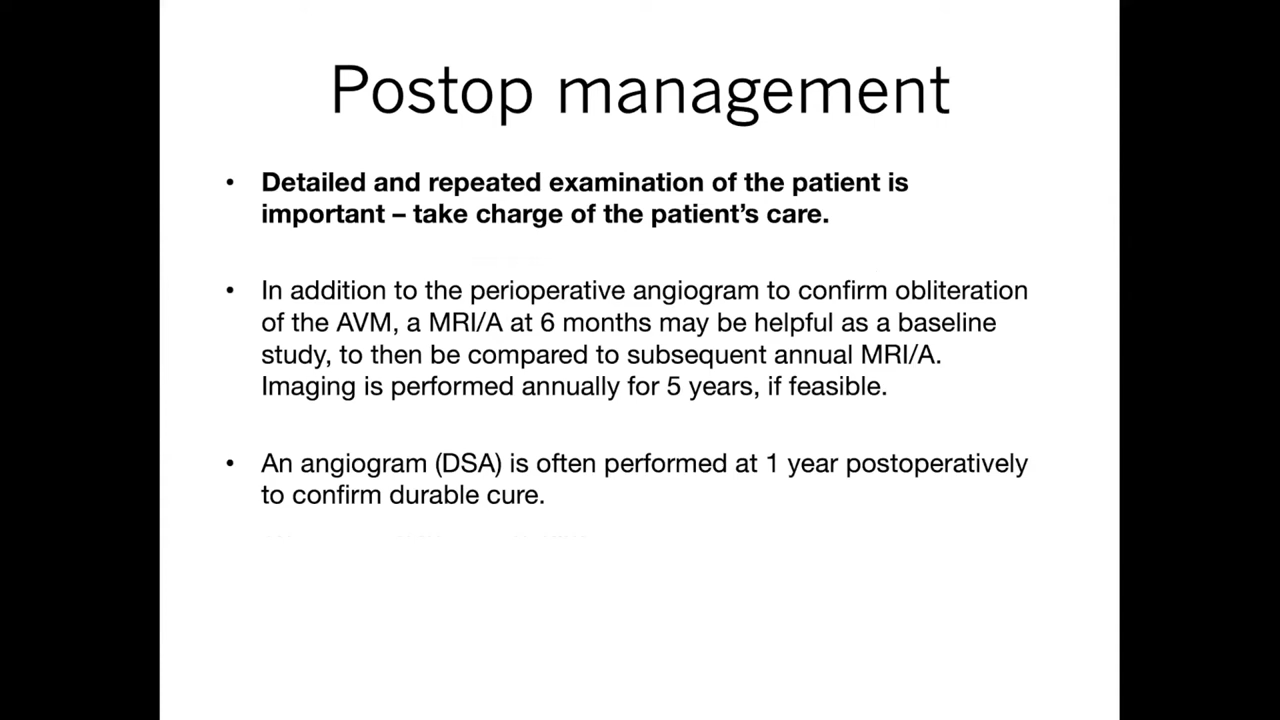 Postop management
• Detailed and repeated examination of the patient is
important – take charge of the patient's care.
• In addition to the perioperative angiogram to confirm obliteration
of the AVM, a MRI/A at 6 months may be helpful as a baseline
study, to then be compared to subsequent annual MRI/A.
Imaging is performed annually for 5 years, if feasible.
• An angiogram (DSA) is often performed at 1 year postoperatively
to confirm durable cure.